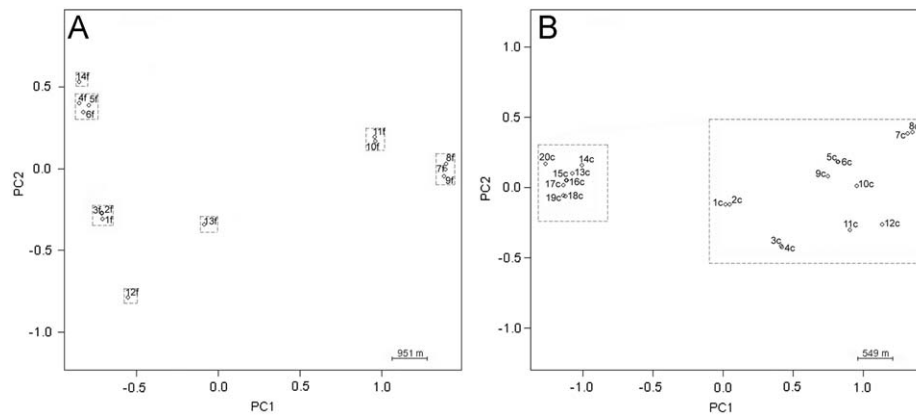 A
B
14f
4f 5f
6f
3f 2f
1f
12f
13f
11f
10f
8f
7f
9f
0.5
0.0
-0.5
-1.0
PC2
-0.5
0.0
0.5
1.0
PC1
951 m
20c
14c
15c 13c
17c 16c
19c 18c
1c 2c
3c 4c
5c 6c
9c
10c
11c
12c
7c
8c
1.0
0.5
0.0
-0.5
-1.0
PC2
-1.0
-0.5
0.0
0.5
1.0
PC1
549 m